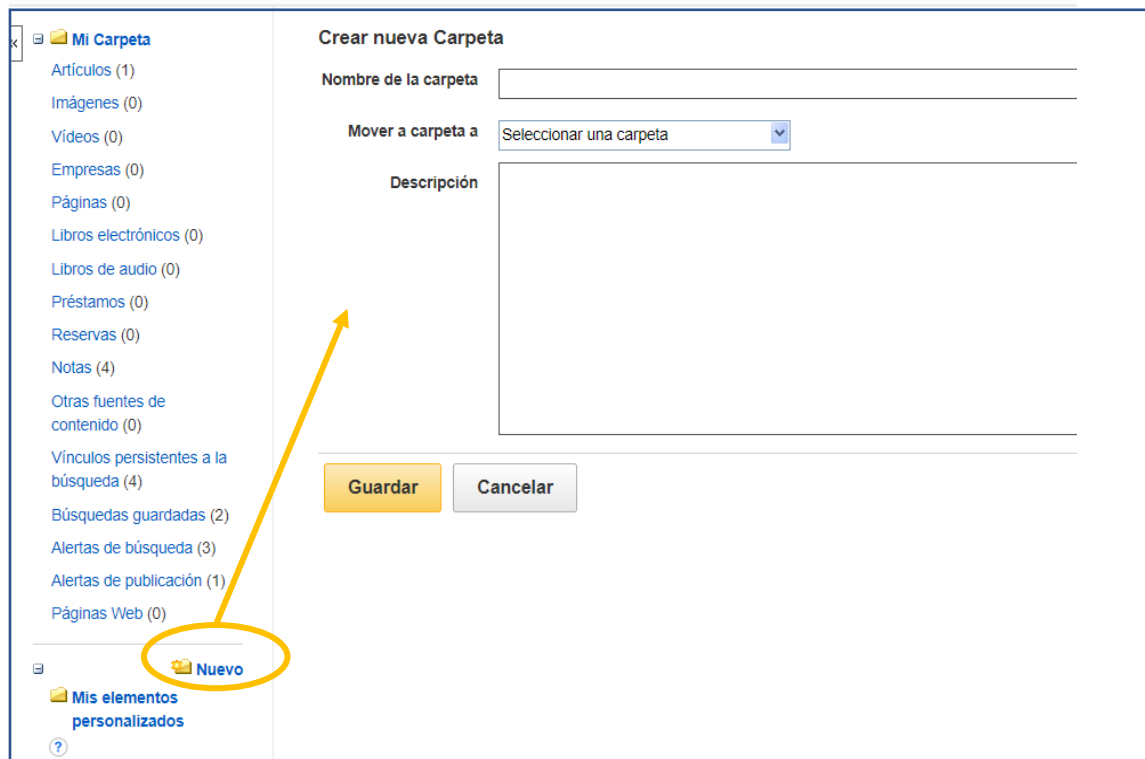 Mi Carpeta
Artículos (1)
Imágenes (0)
Vídeos (0)
Empresas (0)
Páginas (0)
Libros electrónicos (0)
Libros de audio (0)
Préstamos (0)
Reservas (0)
Notas (4)
Otras fuentes de
contenido (0)
Vínculos persistentes a la
búsqueda (4)
Búsquedas guardadas (2)
Alertas de búsqueda (3)
Alertas de publicación (1)
Páginas Web (0)
Nuevo
Mis elementos
personalizados
?
Crear nueva Carpeta
Nombre de la carpeta
Mover a carpeta a
Seleccionar una carpeta
Descripción
Guardar
Cancelar